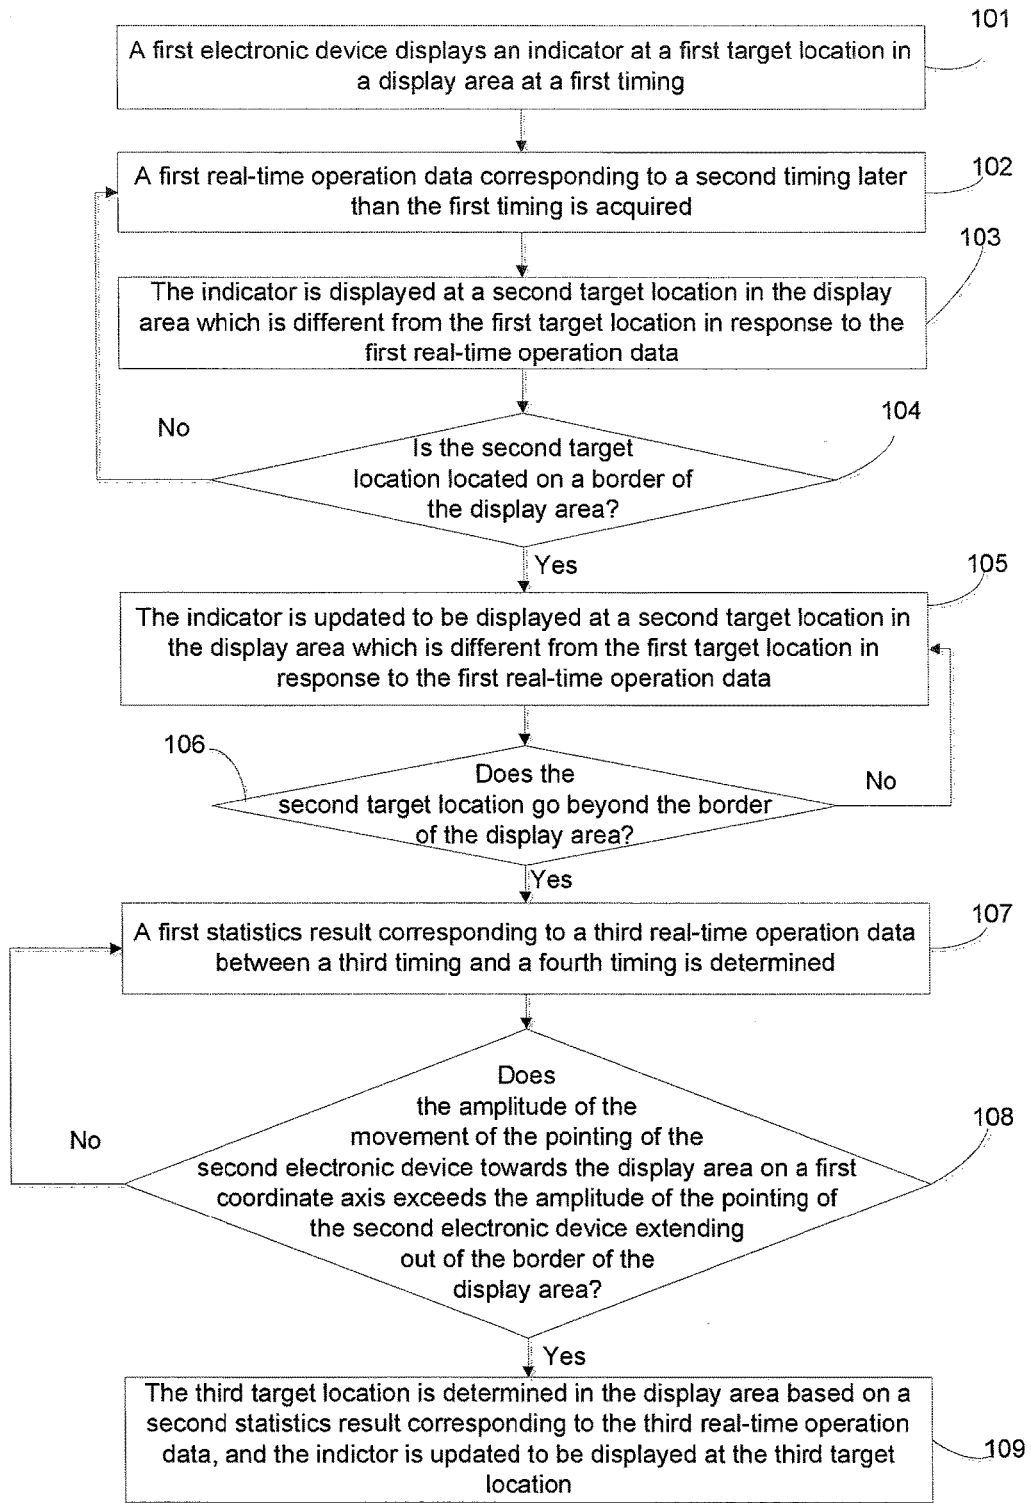 101
A first electronic device displays an indicator at a first target location in
a display area at a first timing
102
A first real-time operation data corresponding to a second timing later
than the first timing is acquired
103
The indicator is displayed at a second target location in the display
area which is different from the first target location in response to the
first real-time operation data
104
No
Is the second target
location located on a border of
the display area?
Yes
105
The indicator is updated to be displayed at a second target location in
the display area which is different from the first target location in
response to the first real-time operation data
106
Does the
second target location go beyond the border
of the display area?
No
Yes
107
A first statistics result corresponding to a third real-time operation data
between a third timing and a fourth timing is determined
Does
the amplitude of the
movement of the pointing of the
second electronic device towards the display area on a first
coordinate axis exceeds the amplitude of the pointing of
the second electronic device extending
out of the border of the
display area?
No
108
Yes
The third target location is determined in the display area based on a
second statistics result corresponding to the third real-time operation
data, and the indictor is updated to be displayed at the third target
location
109